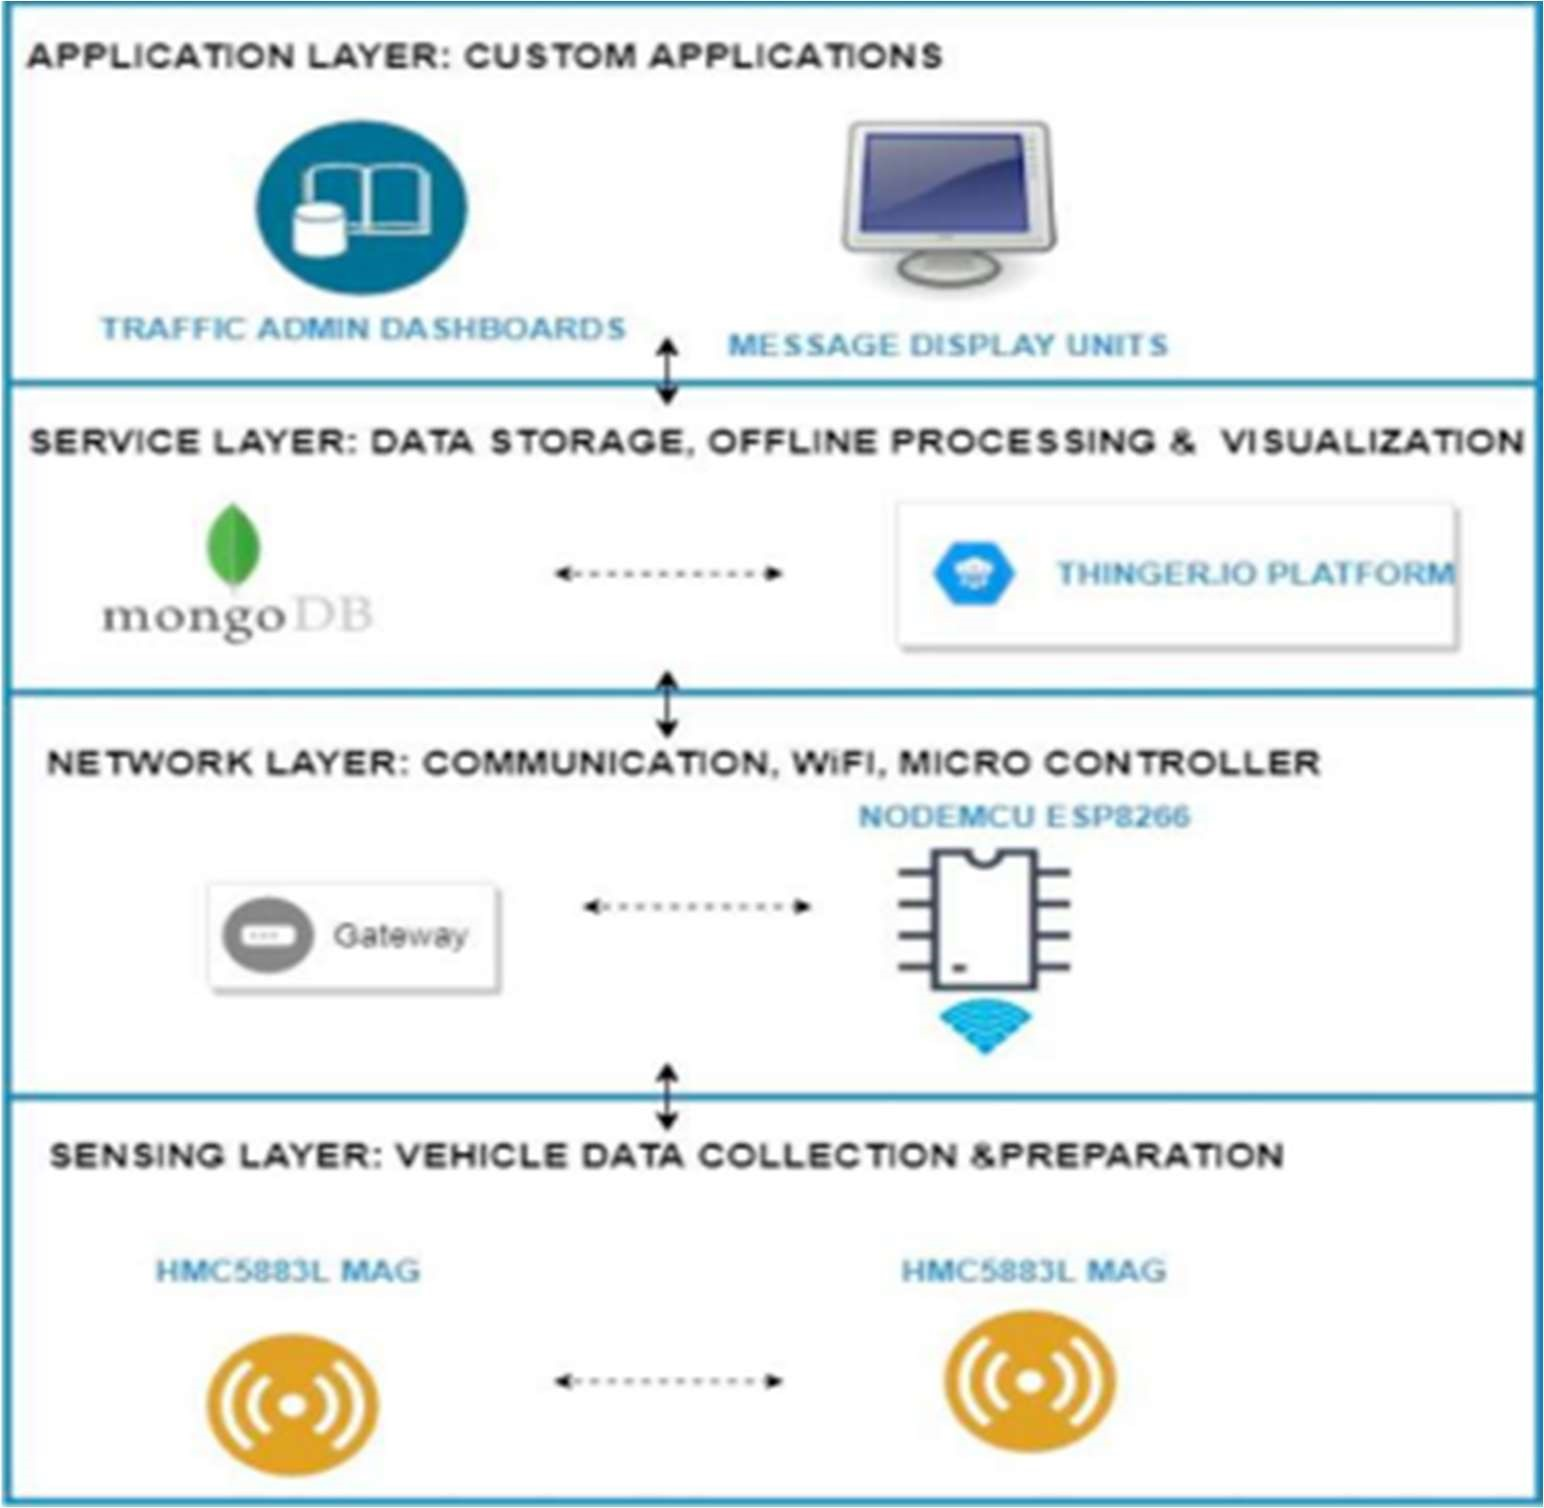 APPLICATION LAYER: CUSTOM APPLICATIONS
TRAFFIC ADMIN DASHBOARDS
MESSAGE DISPLAY UNITS
SERVICE LAYER: DATA STORAGE, OFFLINE PROCESSING & VISUALIZATION
mongoDB
THINGER.IO PLATFORM
NETWORK LAYER: COMMUNICATION, WiFI, MICRO CONTROLLER
NODEMCU ESP8266
Gateway
SENSING LAYER: VEHICLE DATA COLLECTION &PREPARATION
HMC5883L MAG
HMC5883L MAG